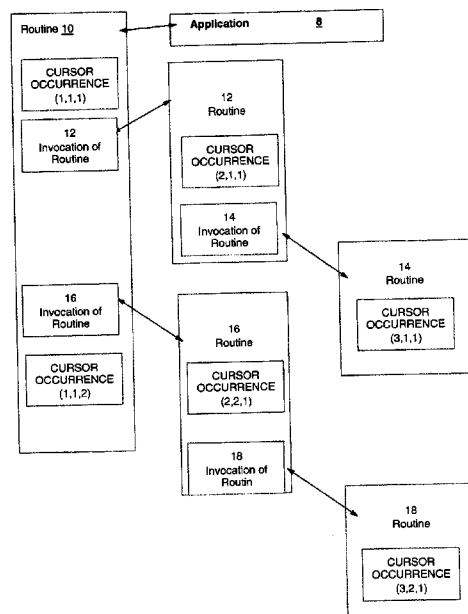 Routine 10
Application 8
CURSOR
OCCURRENCE
(1,1,1)
12
Invocation of
Routine
12
Routine
CURSOR
OCCURRENCE
(2,1,1)
14
Invocation of
Routine
14
Routine
CURSOR
OCCURRENCE
(3,1,1)
16
Invocation of
Routine
CURSOR
OCCURRENCE
(1,1,2)
16
Routine
CURSOR
OCCURRENCE
(2,2,1)
18
Invocation of
Routin
18
Routine
CURSOR
OCCURRENCE
(3,2,1)